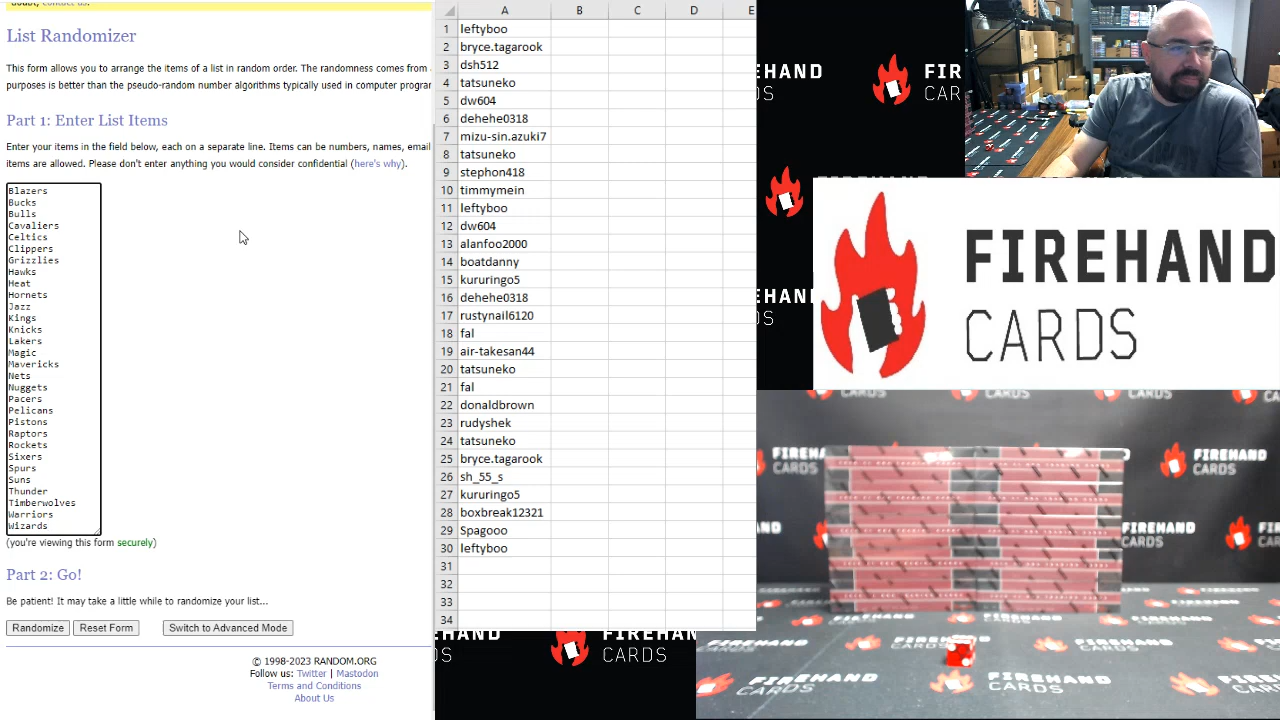 doubt, contact us.
List Randomizer
This form allows you to arrange the items of a list in random order. The randomness comes
purposes is better than the pseudo-random number algorithms typically used in computer
Part 1: Enter List Items
Enter your items in the field below, each on a separate line. Items can be numbers, names, email
items are allowed. Please don't enter anything you would consider confidential (here's why).
Blazers
Bucks
Bulls
Cavaliers
Celtics
Clippers
Grizzlies
Hawks
Heat
Hornets
Jazz
Kings
Knicks
Lakers
Magic
Mavericks
Nets
Nuggets
Pacers
Pelicans
Pistons
Raptors
Rockets
Sixers
Spurs
Suns
Thunder
Timberwolves
Warriors
Wizards
(you're viewing this form securely)
Part 2: Go!
Be patient! It may take a little while to randomize your list...
Randomize Reset Form Switch to Advanced Mode
© 1998-2023 RANDOM.ORG
Follow us: Twitter | Mastodon
Terms and Conditions
About Us
A B C D E
1 leftyboo
2 bryce.tagarook
3 dsh512
4 tatsuneko
5 dw604
6 dehehe0318
7 mizu-sin.azuki7
8 tatsuneko
9 stephon418
10 timmymein
11 leftyboo
12 dw604
13 alanfoo2000
14 boatdanny
15 kururingo5
16 dehehe0318
17 rustynail6120
18 fal
19 air-takesan44
20 tatsuneko
21 fal
22 donaldbrown
23 rudyshek
24 tatsuneko
25 bryce.tagarook
26 sh_55_s
27 kururingo5
28 boxbreak12321
29 Spagooo
30 leftyboo
31
32
33
34
FIREHAND
CARDS
FIREHAND
CARDS
FIREHAND
CARDS